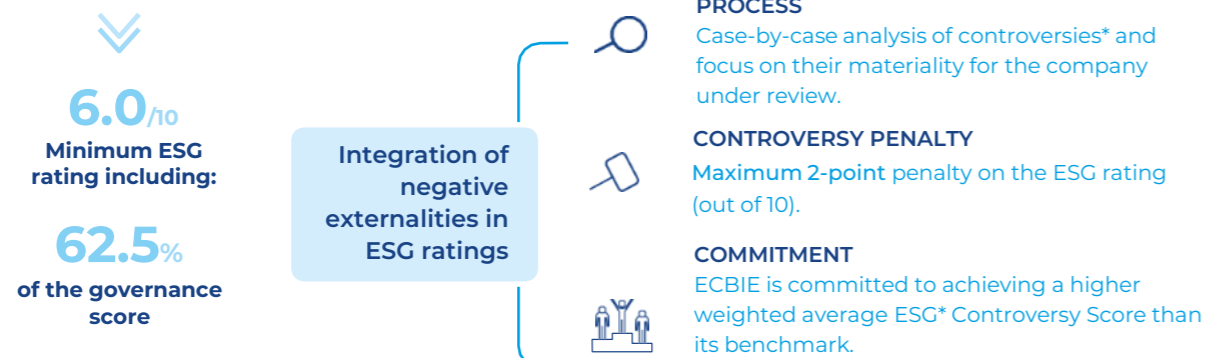 6.0/10
Minimum ESG
rating including:
62.5%
of the governance
score
Integration of
negative
externalities in
ESG ratings
PROCESS
Case-by-case analysis of controversies* and
focus on their materiality for the company
under review.
CONTROVERSY PENALTY
Maximum 2-point penalty on the ESG rating
(out of 10).
COMMITMENT
ECBIE is committed to achieving a higher
weighted average ESG* Controversy Score than
its benchmark.